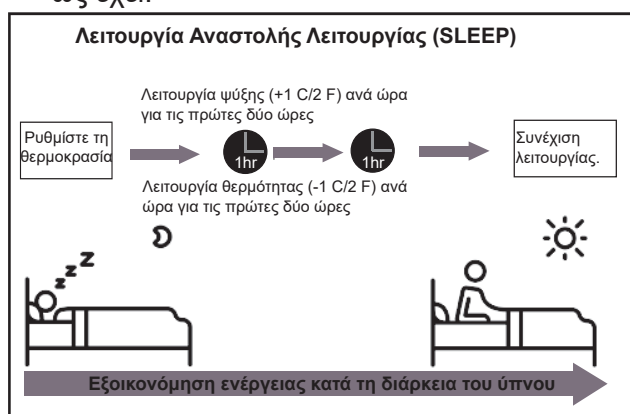 Λειτουργία Αναστολής Λειτουργίας (SLEEP)
Λειτουργία ψύξης (+1 C/2 F) ανά ώρα
για τις πρώτες δύο ώρες
Ρυθμίστε τη
θερμοκρασία
1hr
1hr
Συνέχιση
λειτουργίας.
Λειτουργία θερμότητας (-1 C/2 F) ανά
ώρα για τις πρώτες δύο ώρες
z z z Z
Εξοικονόμηση ενέργειας κατά τη διάρκεια του ύπνου